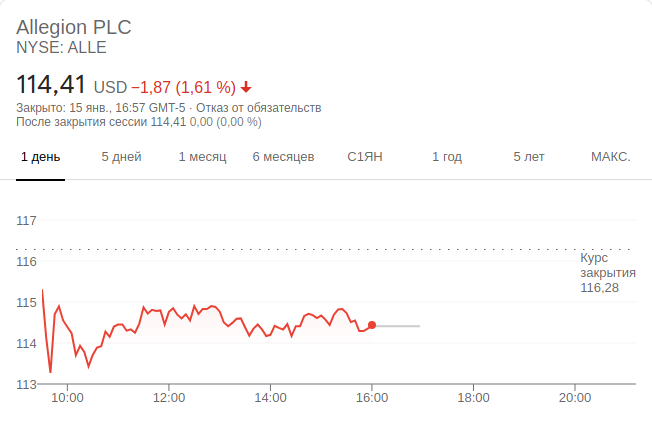 Allegion PLC
NYSE: ALLE
114,41 USD −1,87 (1,61 %)
Закрыто: 15 янв., 16:57 GMT-5 · Отказ от обязательств
После закрытия сессии 114,41 0,00 (0,00 %)
1 день 5 дней 1 месяц 6 месяцев С1ЯН 1 год 5 лет МАКС.
117
116
115
114
113
Курс
закрытия
116,28
10:00 12:00 14:00 16:00 18:00 20:00